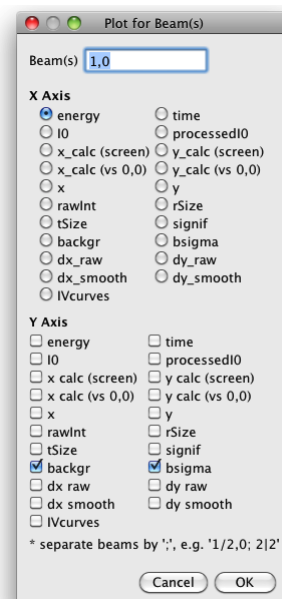 Plot for Beam(s)
Beam(s) 1,0
X Axis
energy time
I0 processedI0
x_calc (screen) y_calc (screen)
x_calc (vs 0,0) y_calc (vs 0,0)
x y
rawInt rSize
tSize signif
backgr bsigma
dx_raw dy_raw
dx_smooth dy_smooth
IVcurves
Y Axis
energy time
I0 processedI0
x calc (screen) y calc (screen)
x calc (vs 0,0) y calc (vs 0,0)
x y
rawInt rSize
tSize signif
backgr bsigma
dx raw dy raw
dx smooth dy smooth
IVcurves
* separate beams by ';', e.g. '1/2,0; 2|2'
Cancel OK